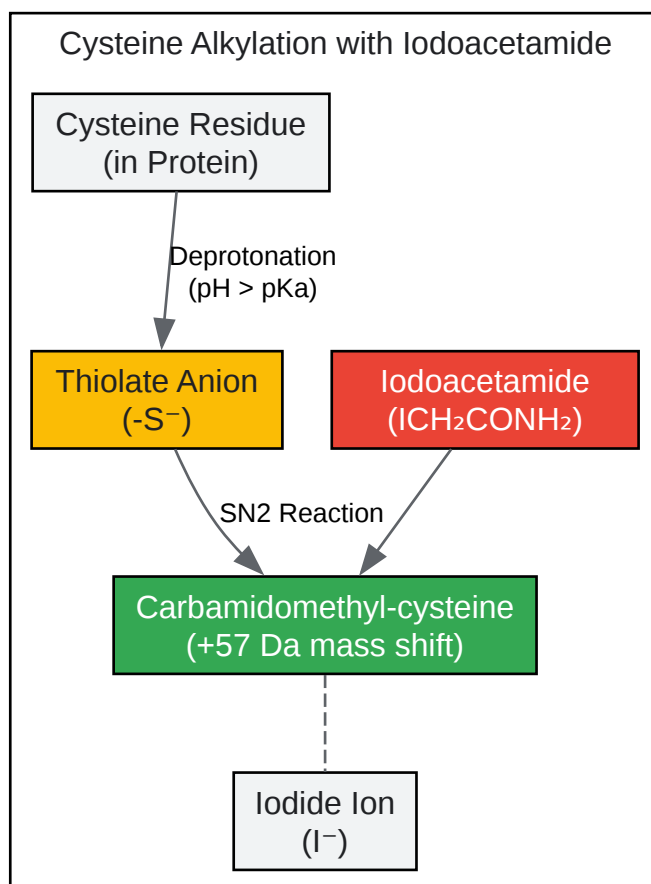 Cysteine Alkylation with Iodoacetamide
Cysteine Residue
(in Protein)
Deprotonation
(pH > pKa)
Thiolate Anion
(-S⁻)
Iodoacetamide
(ICH₂CONH₂)
SN2 Reaction
Carbamidomethyl-cysteine
(+57 Da mass shift)
Iodide Ion
(I⁻)